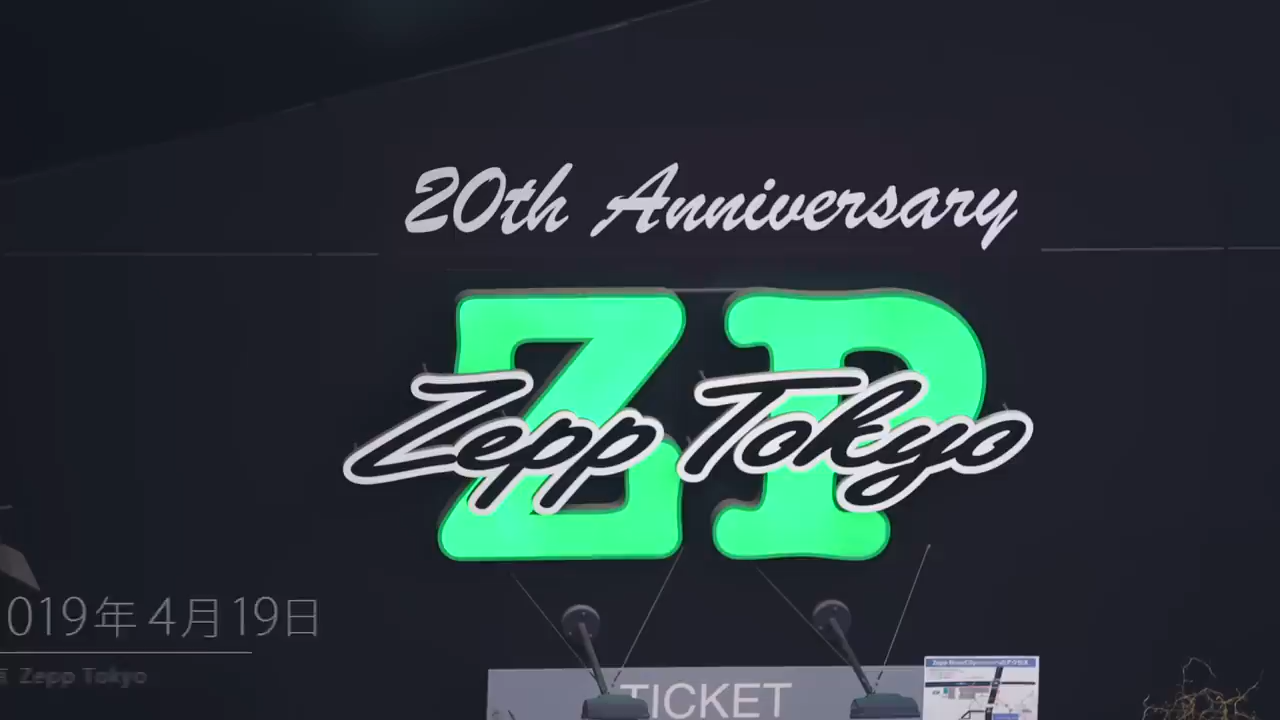 20th Anniversary
ZP
Zepp Tokyo
019年4月19日
Zepp Tokyo
TICKET